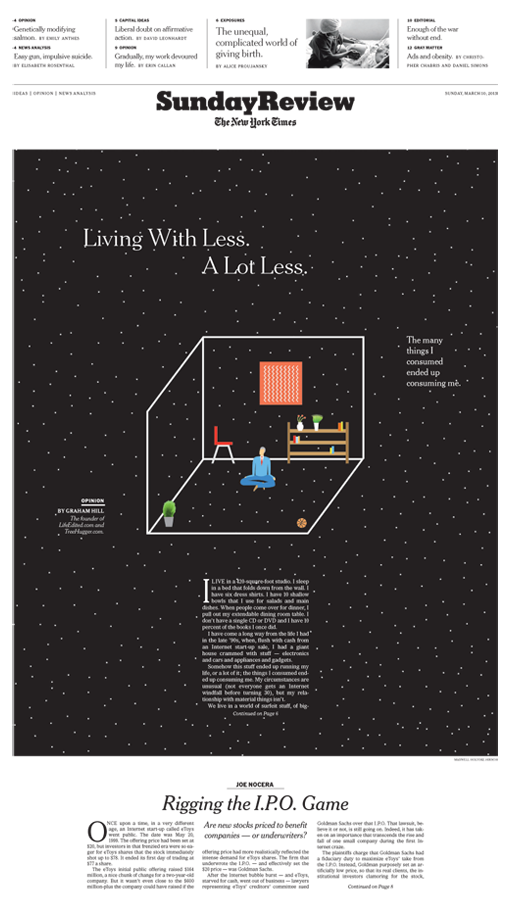 4 OPINION
Genetically modifying
salmon. BY EMILY ANTHES
4 NEWS ANALYSIS
Easy gun, impulsive suicide.
BY ELISABETH ROSENTHAL
5 CAPITAL IDEAS
Liberal doubt on affirmative
action. BY DAVID LEONHARDT
9 OPINION
Gradually, my work devoured
my life. BY ERIN CALLAN
6 EXPOSURES
The unequal,
complicated world of
giving birth.
BY ALICE PROUJANSKY
10 EDITORIAL
Enough of the war
without end.
12 GRAY MATTER
Ads and obesity. BY CHRISTO-
PHER CHABRIS AND DANIEL SIMONS
IDEAS | OPINION | NEWS ANALYSIS
SundayReview
SUNDAY, MARCH 10, 2013
The New York Times
Living With Less.
A Lot Less.
The many
things I
consumed
ended up
consuming me.
OPINION
BY GRAHAM HILL
The founder of
LifeEdited.com and
TreeHugger.com.
I LIVE in a 420-square-foot studio. I sleep
in a bed that folds down from the wall. I
have six dress shirts. I have 10 shallow
bowls that I use for salads and main
dishes. When people come over for dinner, I
pull out my extendable dining room table. I
don't have a single CD or DVD and I have 10
percent of the books I once did.
I have come a long way from the life I had
in the late '90s, when, flush with cash from
an Internet start-up sale, I had a giant
house crammed with stuff — electronics
and cars and appliances and gadgets.
Somehow this stuff ended up running my
life, or a lot of it; the things I consumed end-
ed up consuming me. My circumstances are
unusual (not everyone gets an Internet
windfall before turning 30), but my rela-
tionship with material things isn't.
We live in a world of surfeit stuff, of big-
Continued on Page 6
JOE NOCERA
Rigging the I.P.O. Game
ONCE upon a time, in a very different
age, an Internet start-up called eToys
went public. The date was May 20,
1999. The offering price had been set at
$20, but investors in that frenzied era were so ea-
ger for eToys shares that the stock immediately
shot up to $78. It ended its first day of trading at
$77 a share.
The eToys initial public offering raised $164
million, a nice chunk of change for a two-year-old
company. But it wasn't even close to the $600
million-plus the company could have raised if the
Are new stocks priced to benefit
companies — or underwriters?
offering price had more realistically reflected the
intense demand for eToys shares. The firm that
underwrote the I.P.O. — and effectively set the
$20 price — was Goldman Sachs.
After the Internet bubble burst — and eToys,
starved for cash, went out of business — lawyers
representing eToys' creditors' committee sued
Goldman Sachs over that I.P.O. That lawsuit, be-
lieve it or not, is still going on. Indeed, it has tak-
en on an importance that transcends the rise and
fall of one small company during the first In-
ternet craze.
The plaintiffs charge that Goldman Sachs had
a fiduciary duty to maximize eToys' take from
the I.P.O. Instead, Goldman purposely set an ar-
tificially low price, so that its real clients, the in-
stitutional investors clamoring for the stock,
Continued on Page 6